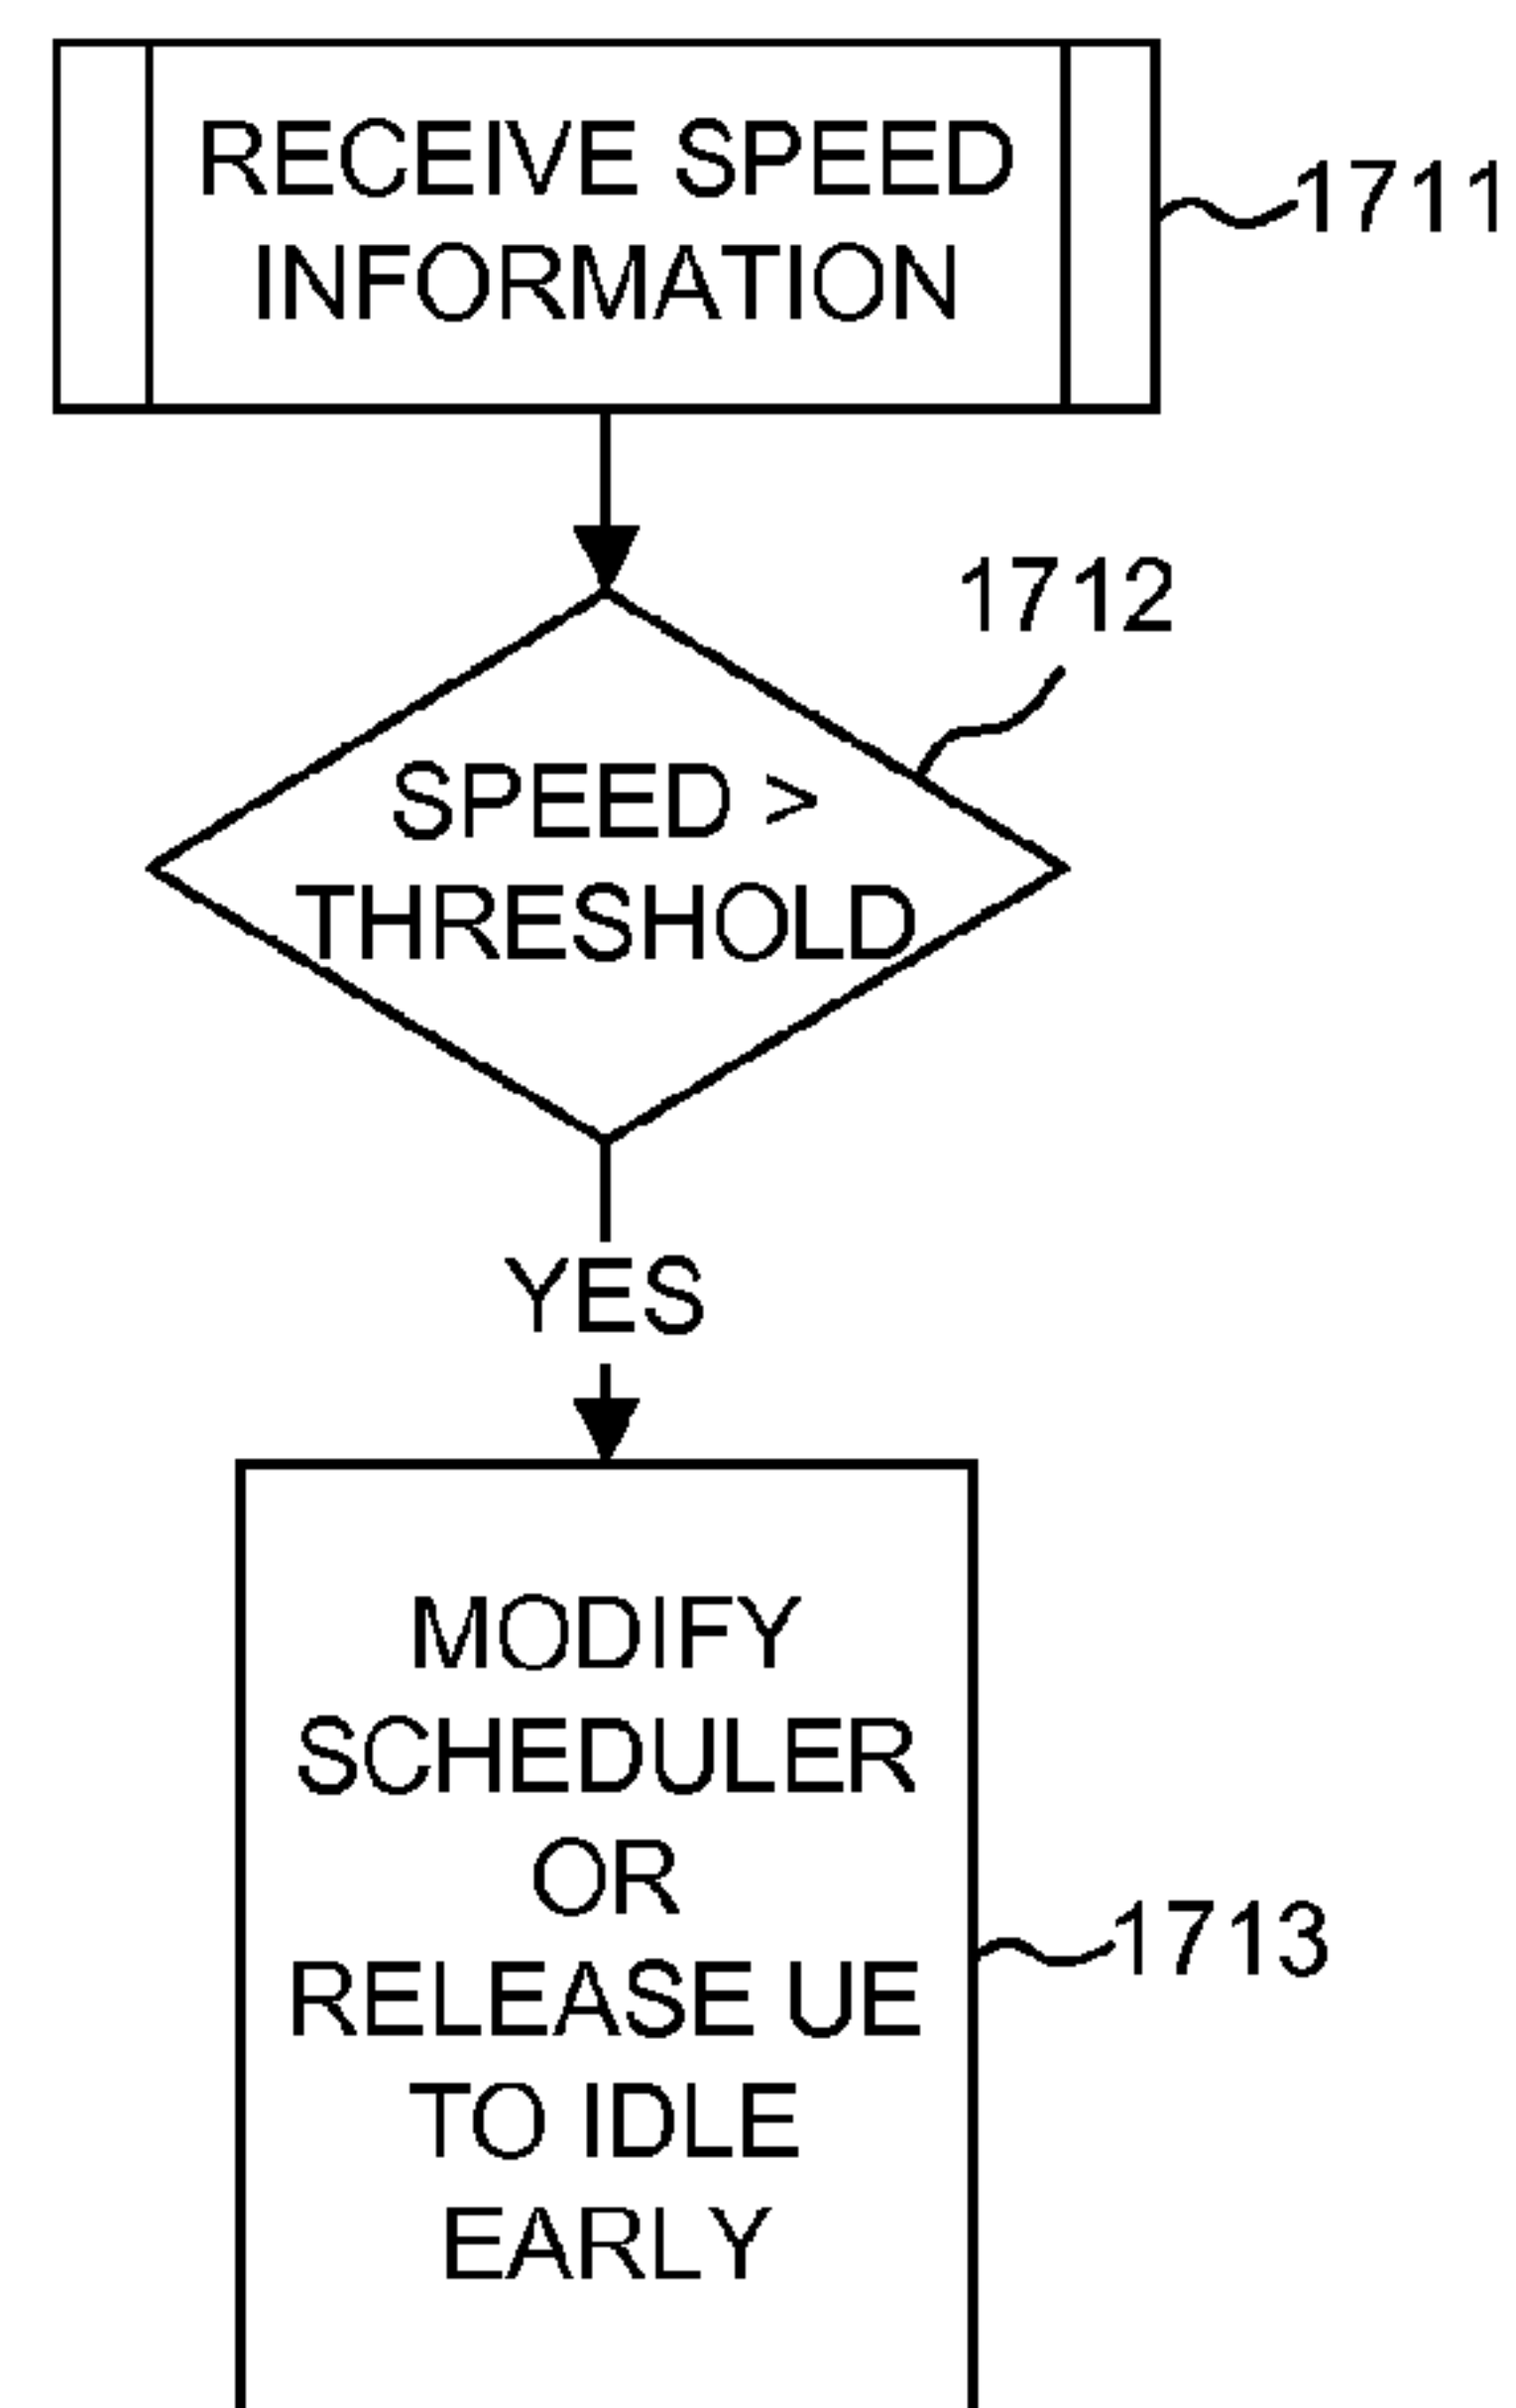 RECEIVE SPEED
INFORMATION
1711
1712
SPEED >
THRESHOLD
YES
MODIFY
SCHEDULER
OR
RELEASE UE
TO IDLE
EARLY
1713